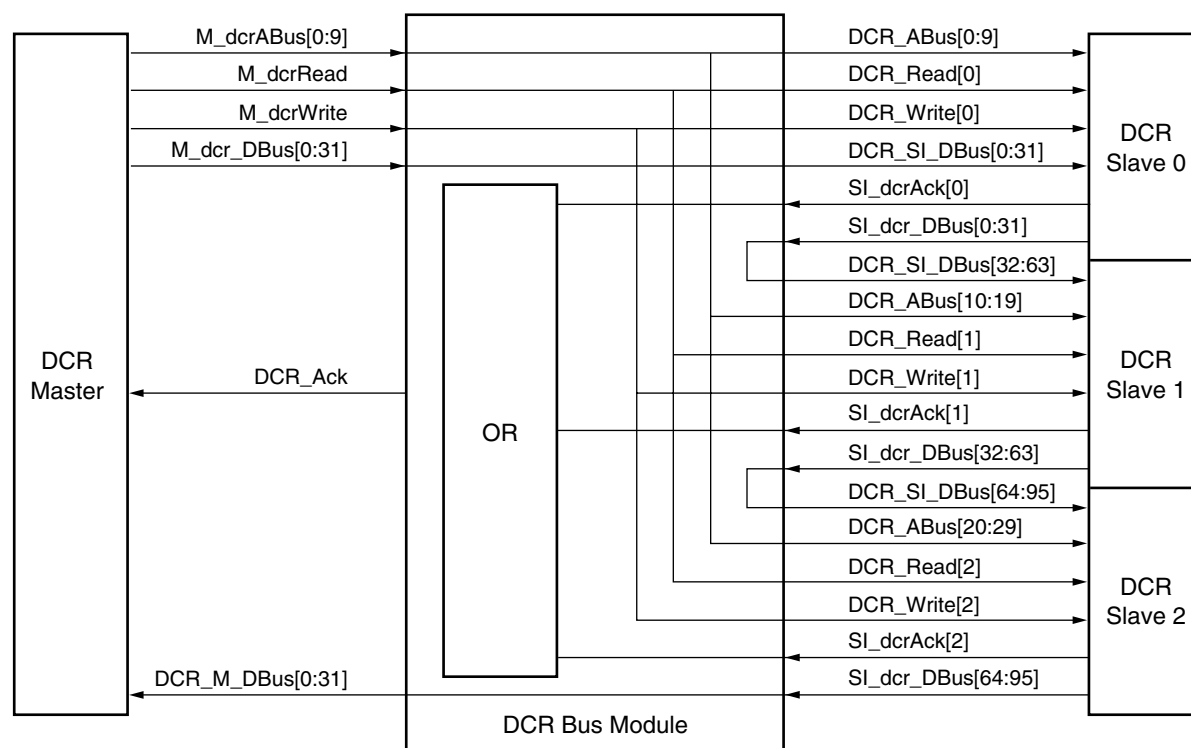 M_dcrABus[0:9]
M_dcrRead
M_dcrWrite
M_dcr_DBus[0:31]
DCR
Master
DCR_Ack
DCR_M_DBus[0:31]
OR
DCR Bus Module
DCR_ABus[0:9]
DCR_Read[0]
DCR_Write[0]
DCR_SI_DBus[0:31]
SI_dcrAck[0]
SI_dcr_DBus[0:31]
DCR_SI_DBus[32:63]
DCR_ABus[10:19]
DCR_Read[1]
DCR_Write[1]
SI_dcrAck[1]
SI_dcr_DBus[32:63]
DCR_SI_DBus[64:95]
DCR_ABus[20:29]
DCR_Read[2]
DCR_Write[2]
SI_dcrAck[2]
SI_dcr_DBus[64:95]
DCR
Slave 0
DCR
Slave 1
DCR
Slave 2